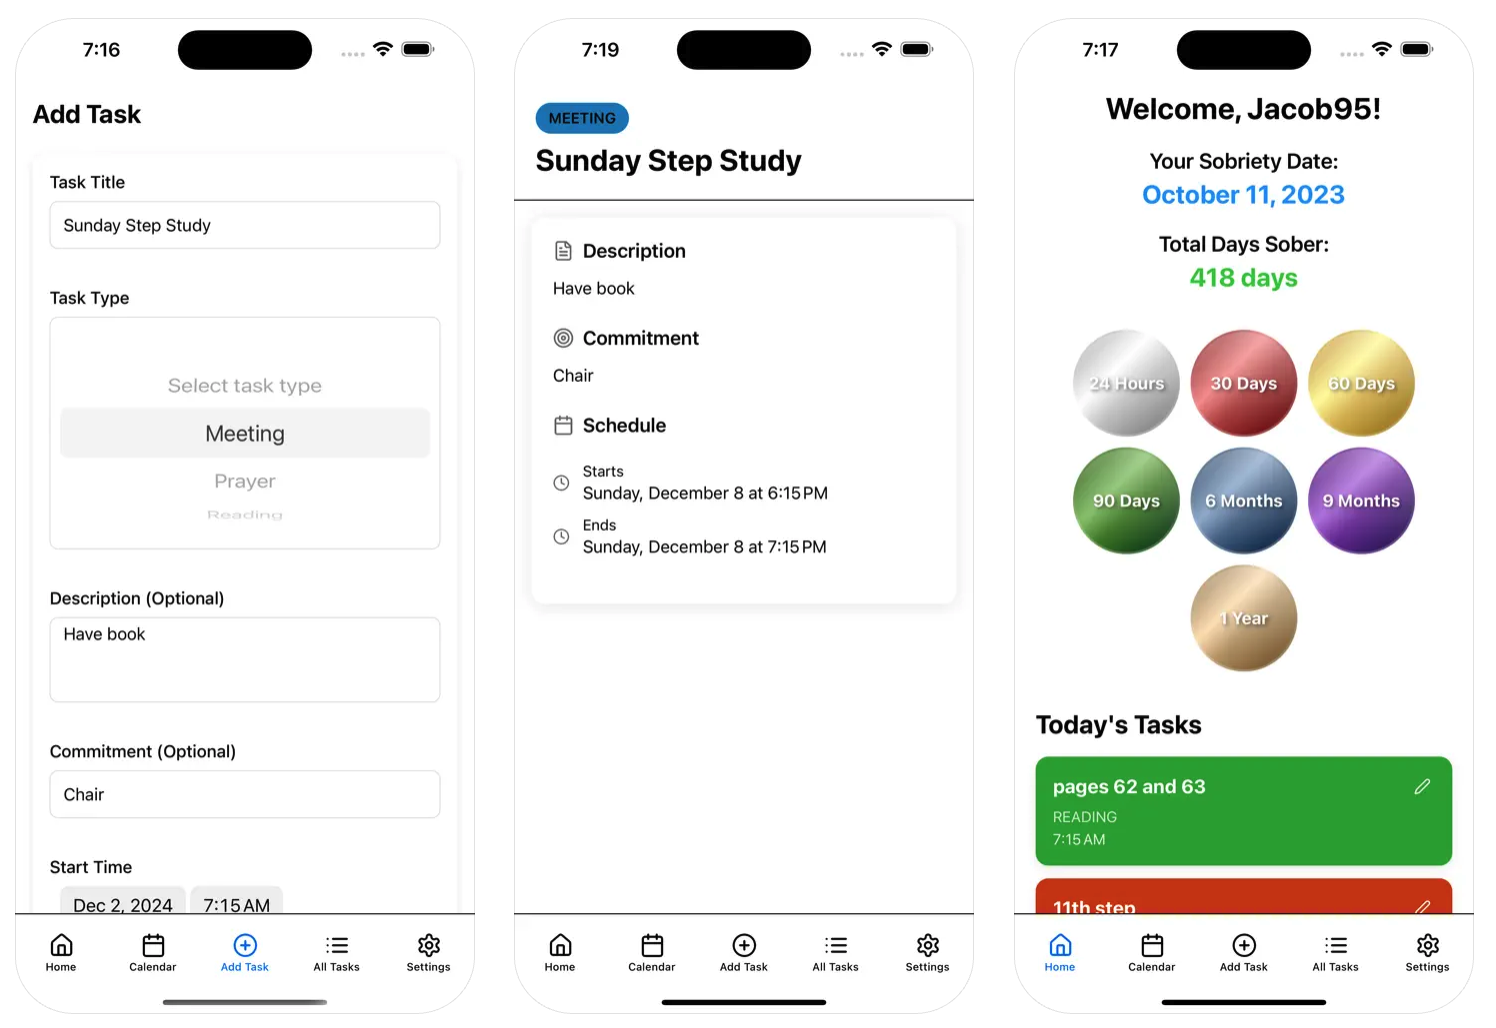 7:16
Add Task
Task Title
Sunday Step Study
Task Type
Select task type
Meeting
Prayer
Reading
Description (Optional)
Have book
Commitment (Optional)
Chair
Start Time
Dec 2, 2024 7:15 AM
Home Calendar Add Task All Tasks Settings
7:19
MEETING
Sunday Step Study
Description
Have book
Commitment
Chair
Schedule
Starts
Sunday, December 8 at 6:15 PM
Ends
Sunday, December 8 at 7:15 PM
Home Calendar Add Task All Tasks Settings
7:17
Welcome, Jacob95!
Your Sobriety Date:
October 11, 2023
Total Days Sober:
418 days
24 Hours 30 Days 60 Days
90 Days 6 Months 9 Months
1 Year
Today's Tasks
pages 62 and 63
READING
7:15 AM
11th step
Home Calendar Add Task All Tasks Settings